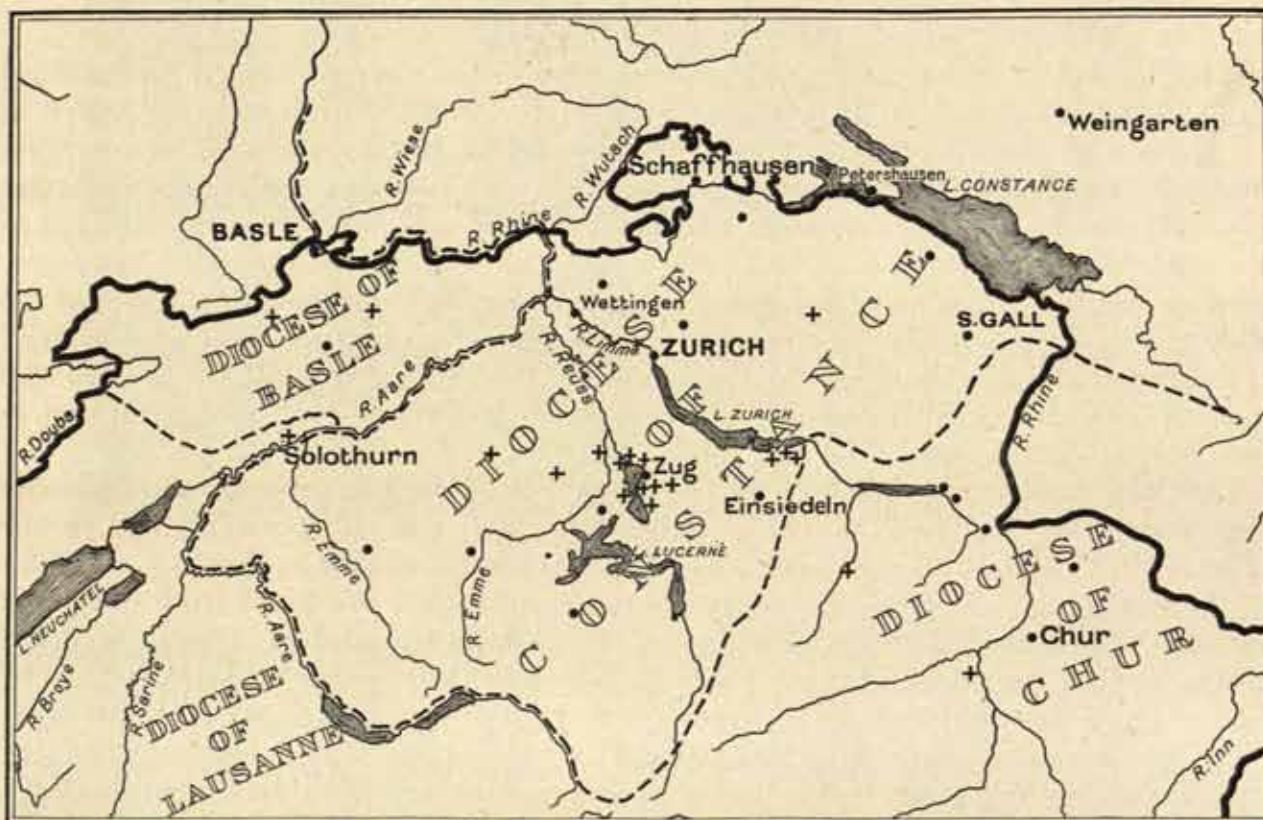 Weingarten
R. Wiese
R. Wutach
Schaffhausen
Petershausen
L. CONSTANCE
BASLE
R. Rhine
DIOCESE OF
BASLE
Wettingen
R. Limma
ZURICH
S. GALL
R. Reuss
R. Aare
R. Rhine
R. Doubs
Solothurn
L. ZURICH
DIOCESE
OF
CONSTANCE
Zug
Einsiedeln
L. LUCERNE
R. Emme
R. Emme
L. NEUCHATEL
R. Aare
R. Broye
R. Sarine
DIOCESE
OF
LAUSANNE
DIOCESE
OF
CHUR
Chur
R. Inn